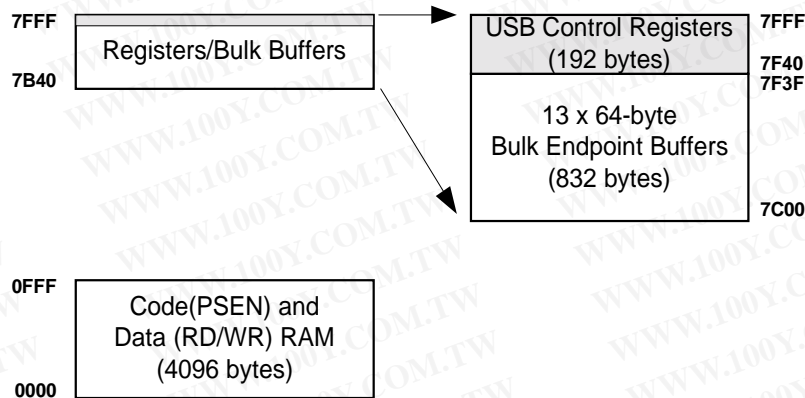 7FFF
Registers/Bulk Buffers
7B40
USB Control Registers
(192 bytes)
7FFF
7F40
7F3F
13 x 64-byte
Bulk Endpoint Buffers
(832 bytes)
7C00
0FFF
Code(PSEN) and
Data (RD/WR) RAM
(4096 bytes)
0000
WWW.100Y.COM.TW